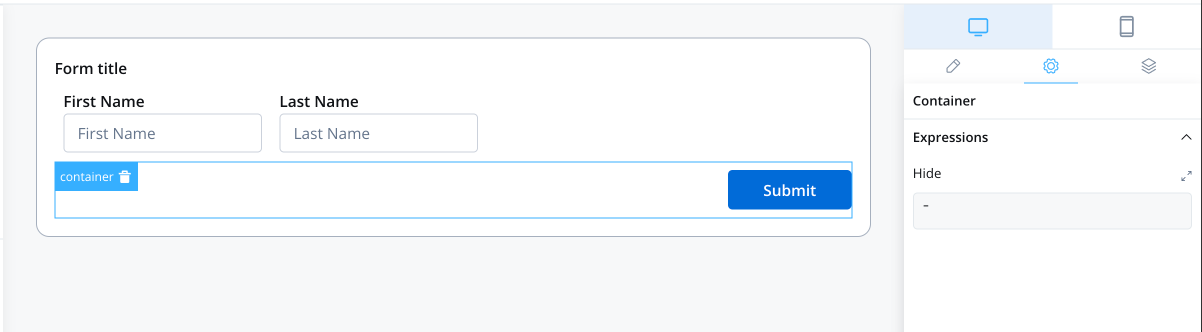 Form title
First Name Last Name
First Name Last Name
container
Submit
Container
Expressions
Hide
-